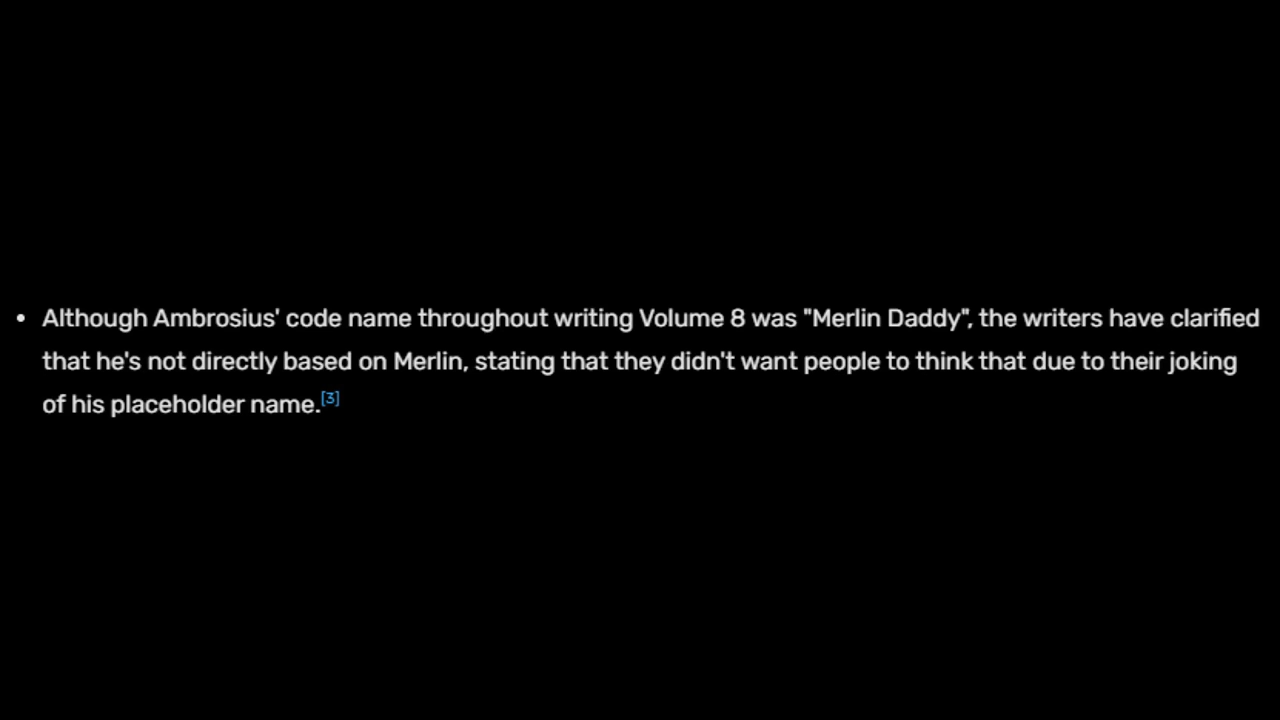 • Although Ambrosius' code name throughout writing Volume 8 was "Merlin Daddy", the writers have clarified
that he's not directly based on Merlin, stating that they didn't want people to think that due to their joking
of his placeholder name.[3]